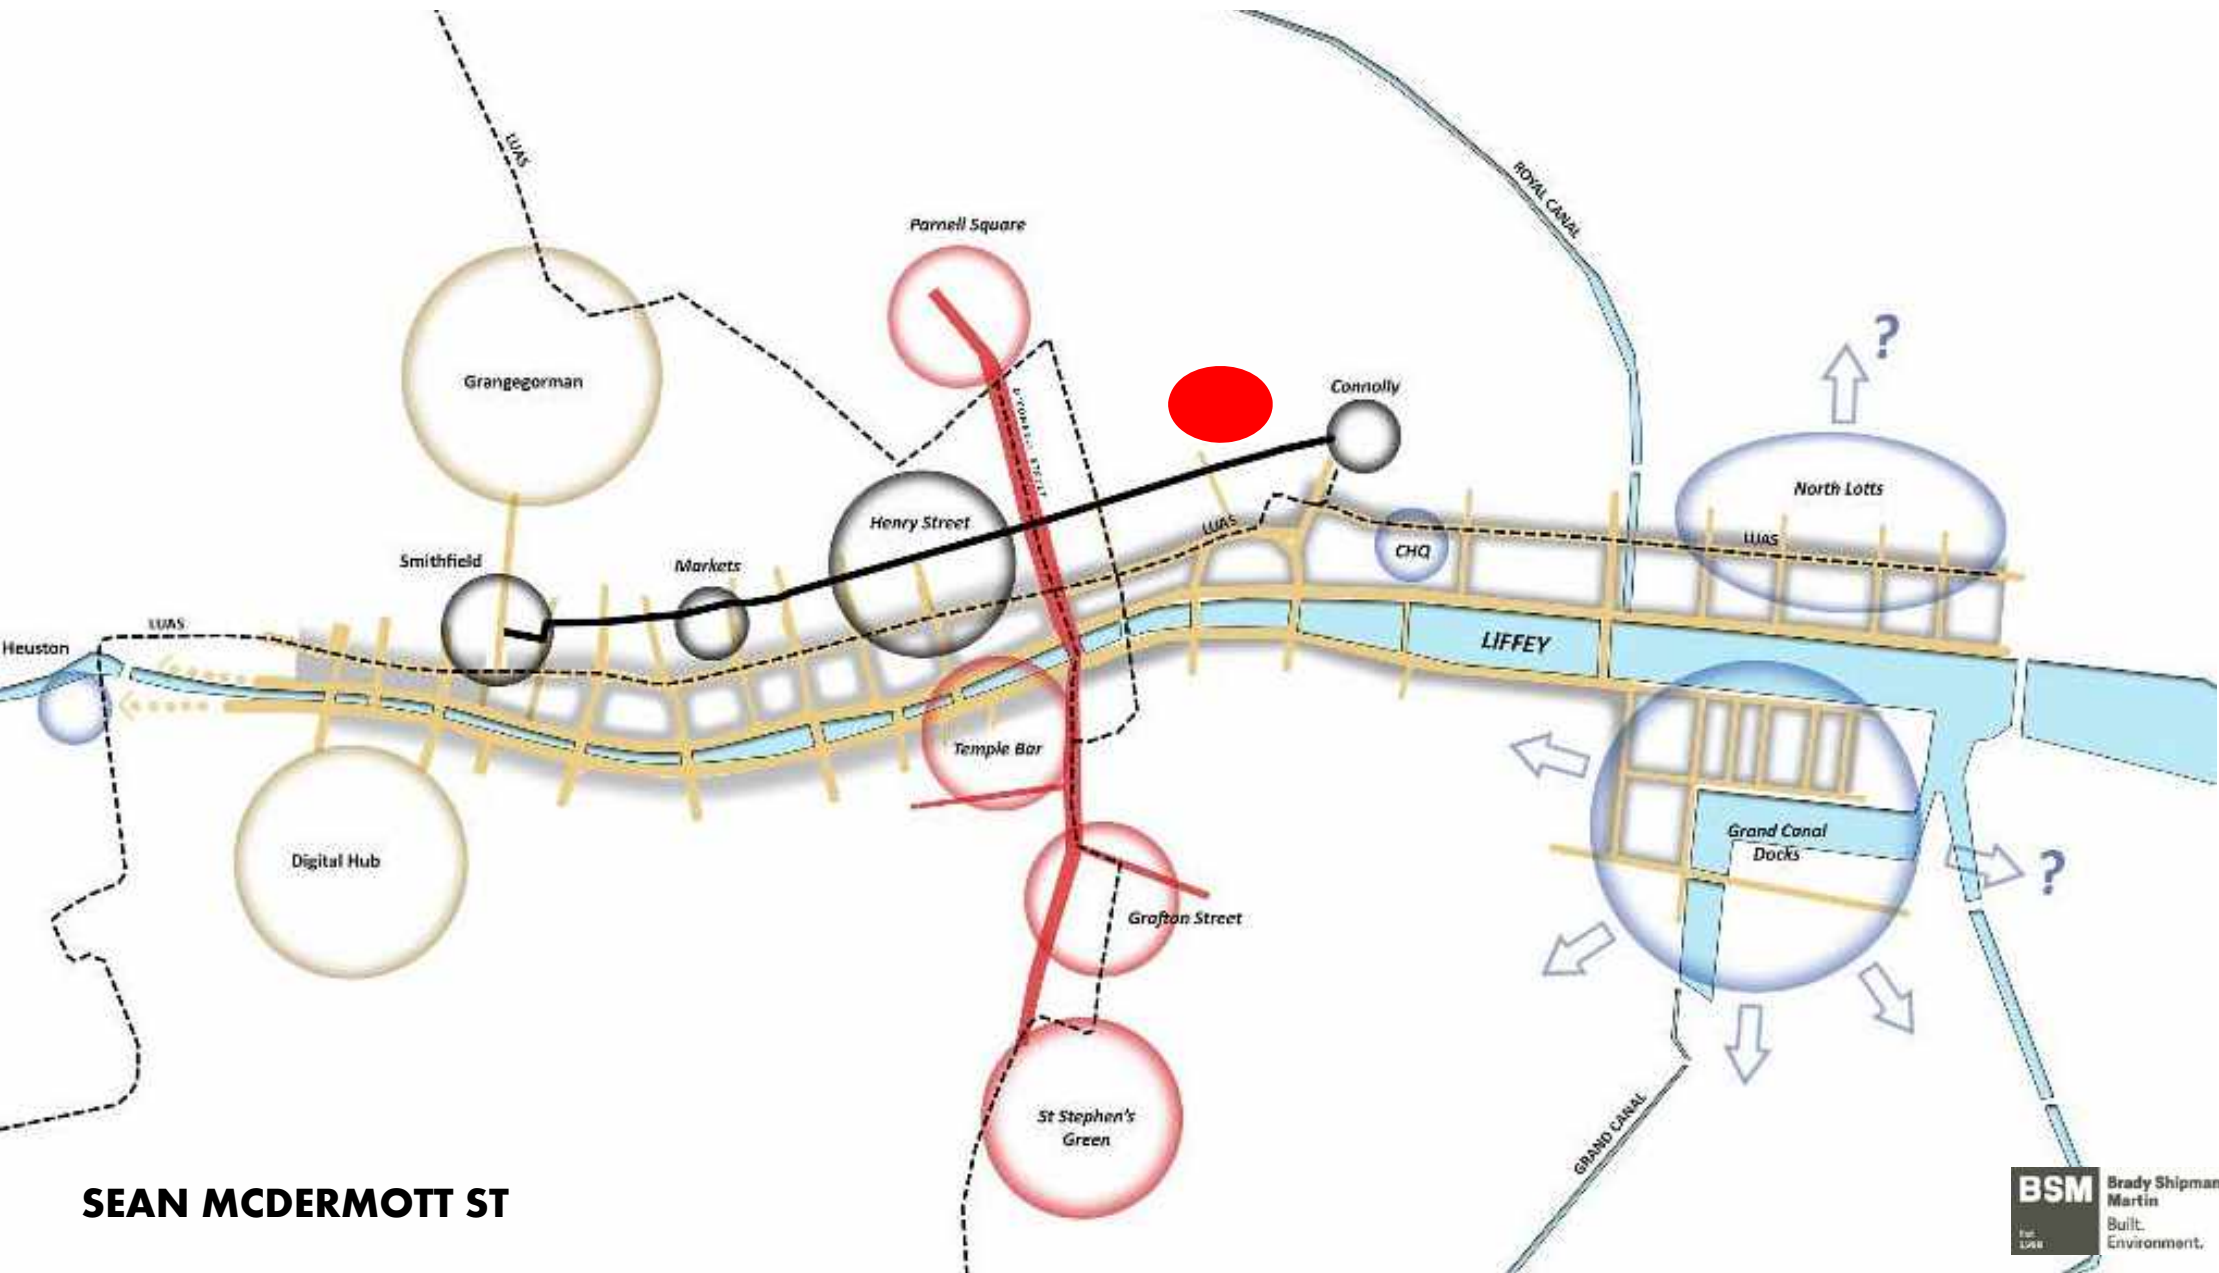 LUAS
ROYAL CANAL
Parnell Square
?
Connolly
Grangegorman
North Lotts
Henry Street
LUAS
LUAS
CHQ
Smithfield
Markets
LUAS
Heuston
LIFFEY
Temple Bar
Grand Canal
Docks
Digital Hub
?
Grafton Street
St Stephen's
Green
GRAND CANAL
SEAN MCDERMOTT ST
BSM
Brady Shipman
Martin
Built.
Environment.